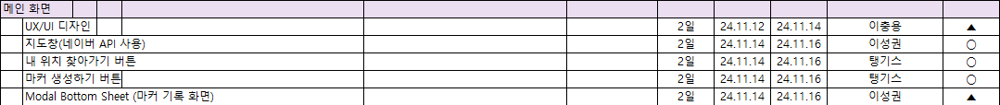 메인 화면
UX/UI 디자인 2일 24.11.12 24.11.14 이충용 ▲
지도창(네이버 API 사용) 2일 24.11.14 24.11.16 이성권 ○
내 위치 찾아가기 버튼 2일 24.11.14 24.11.16 탱기스 ○
마커 생성하기 버튼 2일 24.11.14 24.11.16 탱기스 ○
Modal Bottom Sheet (마커 기록 화면) 2일 24.11.14 24.11.16 이성권 ▲